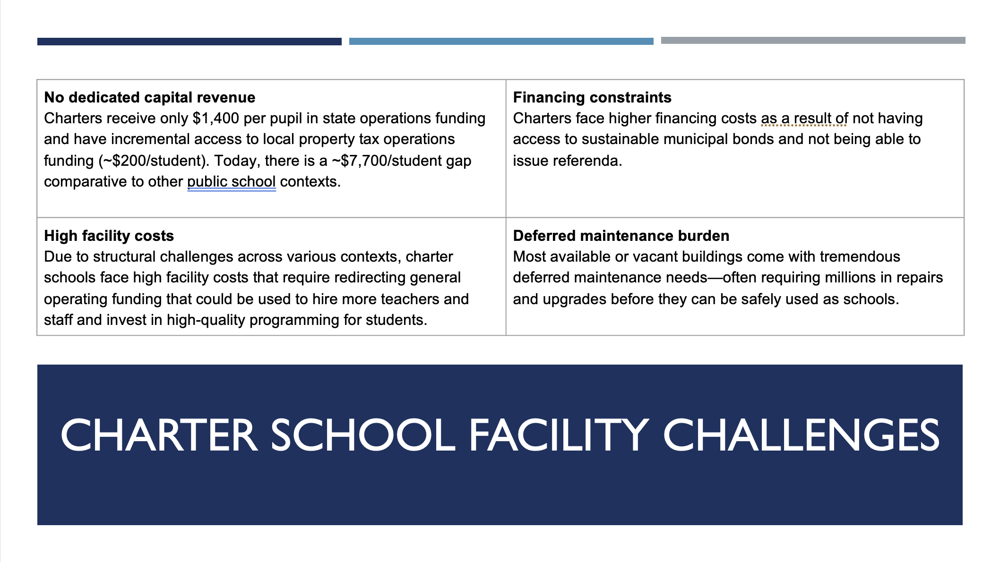 No dedicated capital revenue
Charters receive only $1,400 per pupil in state operations funding
and have incremental access to local property tax operations
funding (~$200/student). Today, there is a ~$7,700/student gap
comparative to other public school contexts.
Financing constraints
Charters face higher financing costs as a result of not having
access to sustainable municipal bonds and not being able to
issue referenda.
High facility costs
Due to structural challenges across various contexts, charter
schools face high facility costs that require redirecting general
operating funding that could be used to hire more teachers and
staff and invest in high-quality programming for students.
Deferred maintenance burden
Most available or vacant buildings come with tremendous
deferred maintenance needs—often requiring millions in repairs
and upgrades before they can be safely used as schools.
CHARTER SCHOOL FACILITY CHALLENGES